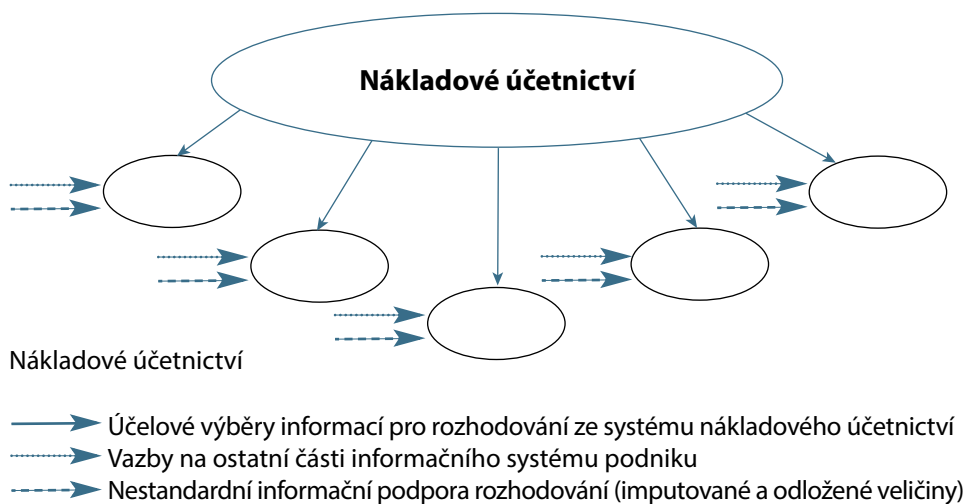 Nákladové účetnictví
Nákladové účetnictví
Účelové výběry informací pro rozhodování ze systému nákladového účetnictví
Vazby na ostatní části informačního systému podniku
Nestandardní informační podpora rozhodování (imputované a odložené veličiny)